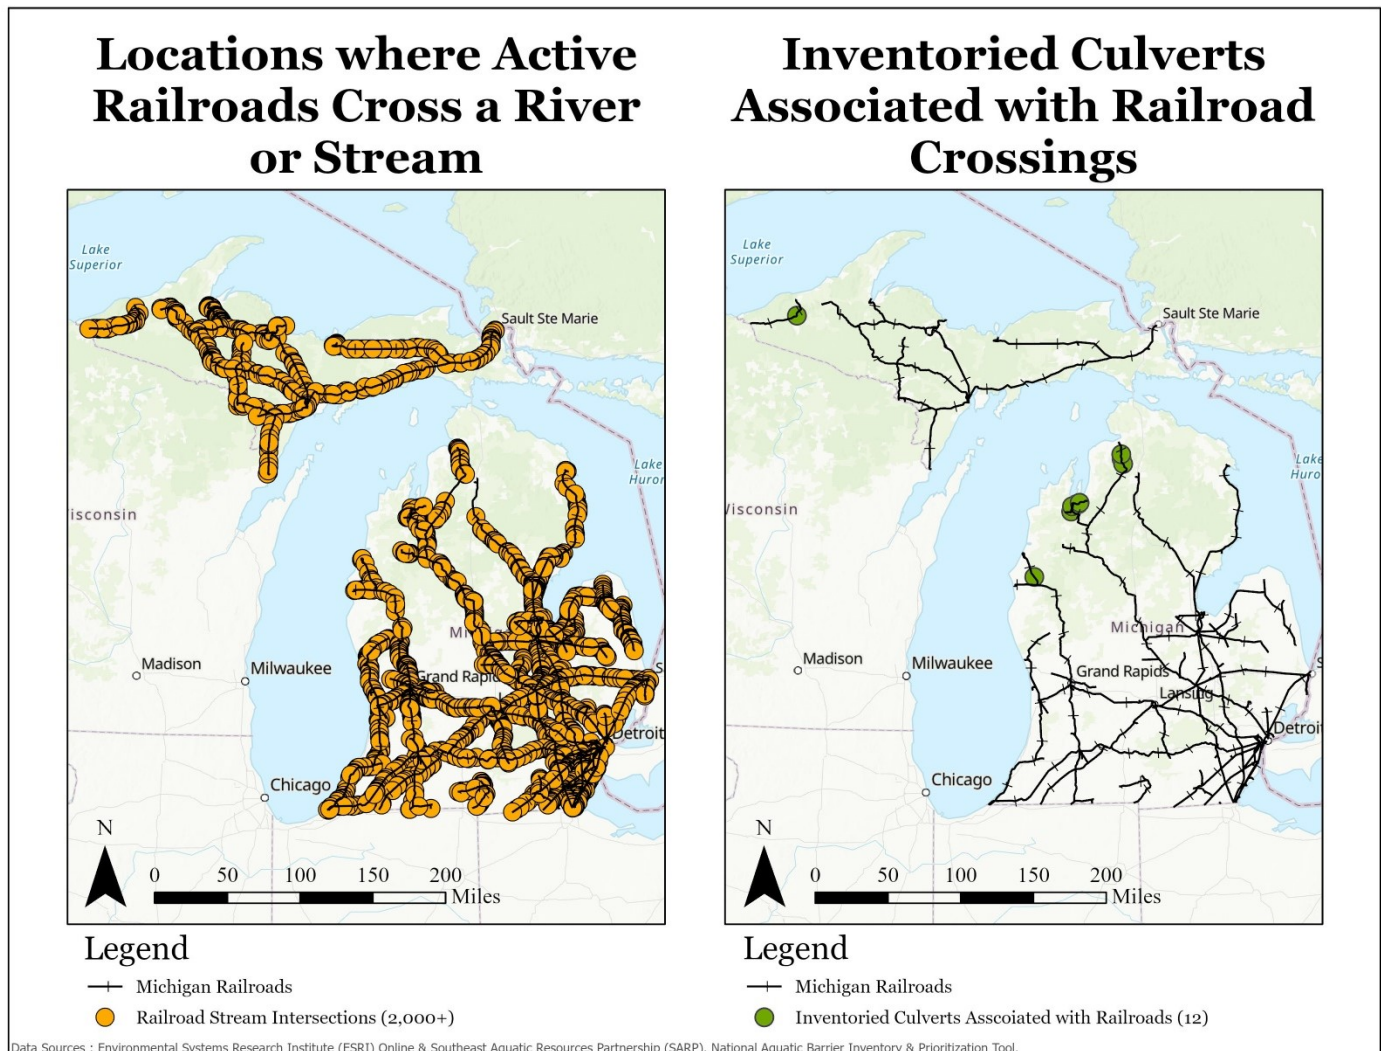 Locations where Active
Railroads Cross a River
or Stream
Lake
Superior
Sault Ste Marie
Lake
Huron
isconsin
Madison
Milwaukee
Grand Rapid
Detroit
Chicago
N
0 50 100 150 200
Miles
Legend
Michigan Railroads
Railroad Stream Intersections (2,000+)
Inventoried Culverts
Associated with Railroad
Crossings
Lake
Superior
Sault Ste Marie
Lake
Huro
Wisconsin
Michigan
Madison
Milwaukee
Grand Rapids
Lansing
Detroit
Chicago
N
0 50 100 150 200
Miles
Legend
Michigan Railroads
Inventoried Culverts Asscoiated with Railroads (12)
Data Sources : Environmental Systems Research Institute (ESRI) Online & Southeast Aquatic Resources Partnership (SARP), National Aquatic Barrier Inventory & Prioritization Tool.